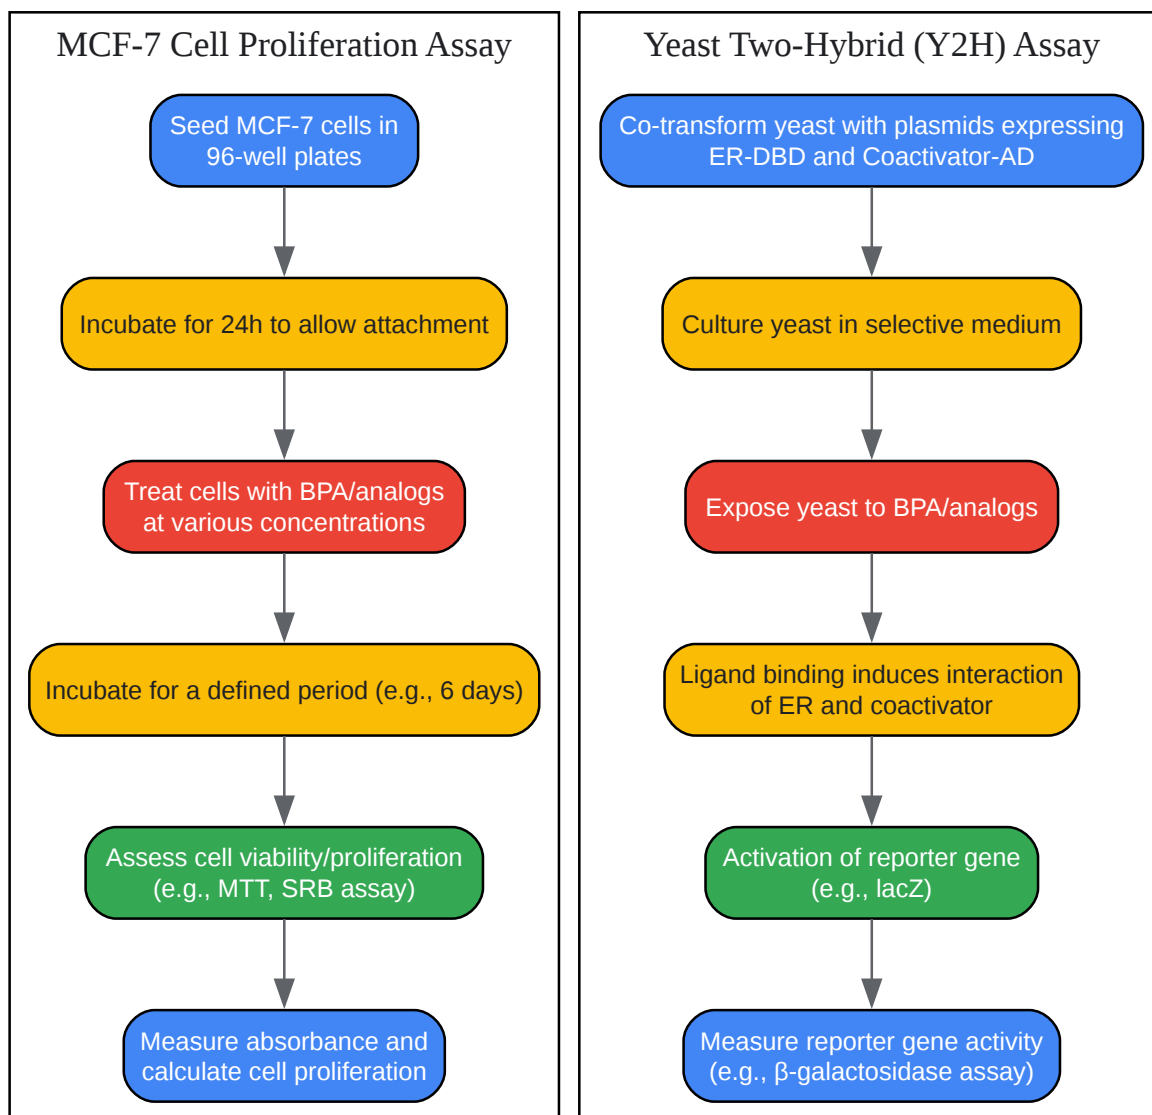 MCF-7 Cell Proliferation Assay
Seed MCF-7 cells in
96-well plates
Incubate for 24h to allow attachment
Treat cells with BPA/analogs
at various concentrations
Incubate for a defined period (e.g., 6 days)
Assess cell viability/proliferation
(e.g., MTT, SRB assay)
Measure absorbance and
calculate cell proliferation
Yeast Two-Hybrid (Y2H) Assay
Co-transform yeast with plasmids expressing
ER-DBD and Coactivator-AD
Culture yeast in selective medium
Expose yeast to BPA/analogs
Ligand binding induces interaction
of ER and coactivator
Activation of reporter gene
(e.g., lacZ)
Measure reporter gene activity
(e.g., β-galactosidase assay)